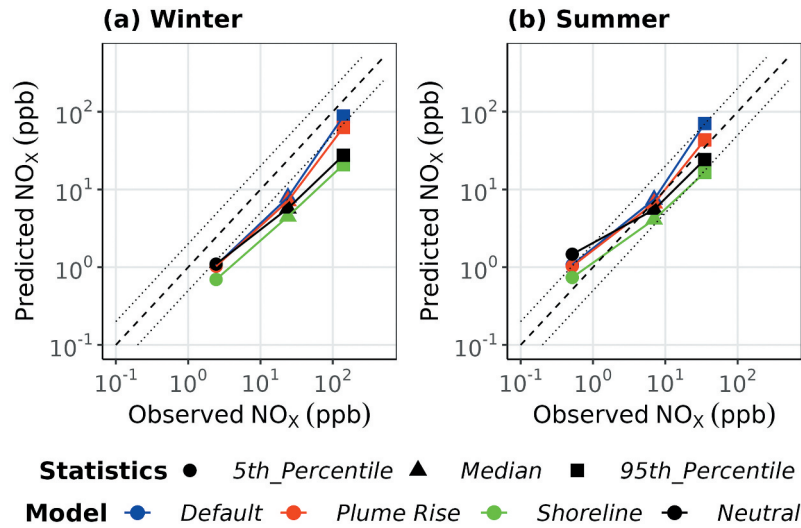 (a) Winter
(b) Summer
Predicted NOX (ppb)
10²
10¹
10⁰
10⁻¹
10⁻¹ 10⁰ 10¹ 10²
Observed NOX (ppb)
Predicted NOX (ppb)
10²
10¹
10⁰
10⁻¹
10⁻¹ 10⁰ 10¹ 10²
Observed NOX (ppb)
Statistics 5th_Percentile Median 95th_Percentile
Model Default Plume Rise Shoreline Neutral